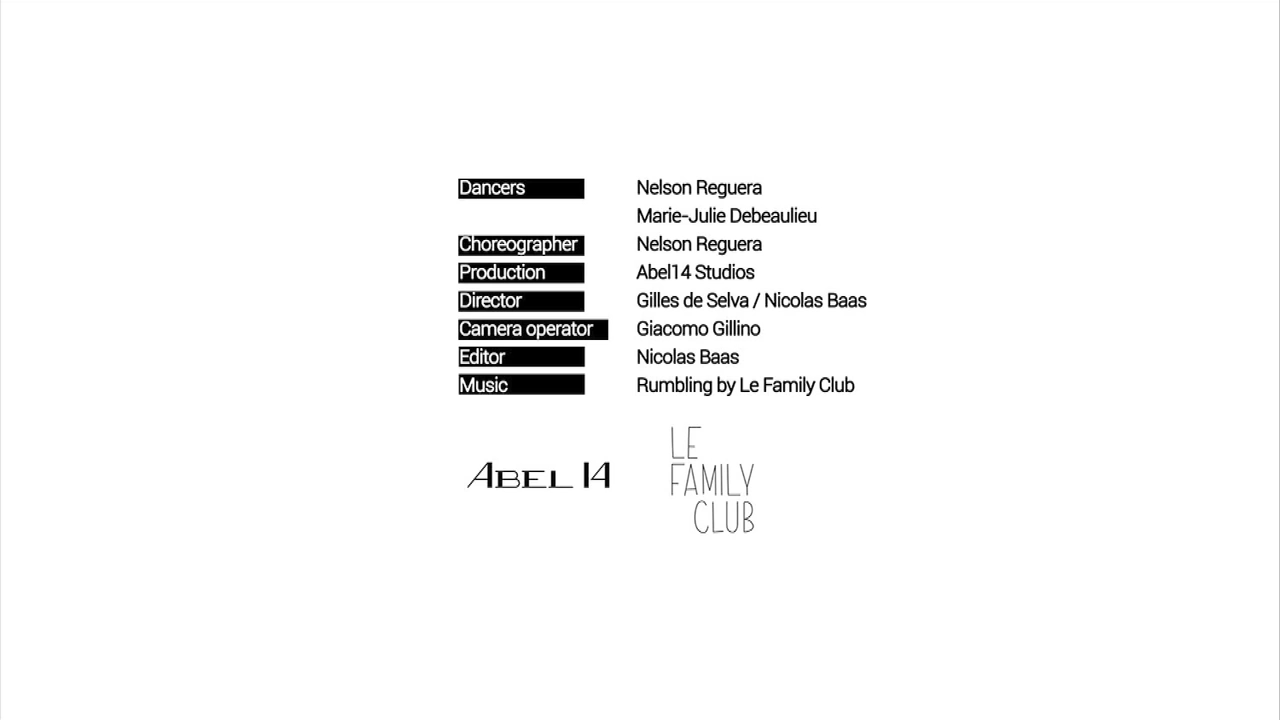 Dancers Nelson Reguera
Marie-Julie Debeaulieu
Choreographer Nelson Reguera
Production Abel14 Studios
Director Gilles de Selva / Nicolas Baas
Camera operator Giacomo Gillino
Editor Nicolas Baas
Music Rumbling by Le Family Club
ABEL 14
LE
FAMILY
CLUB